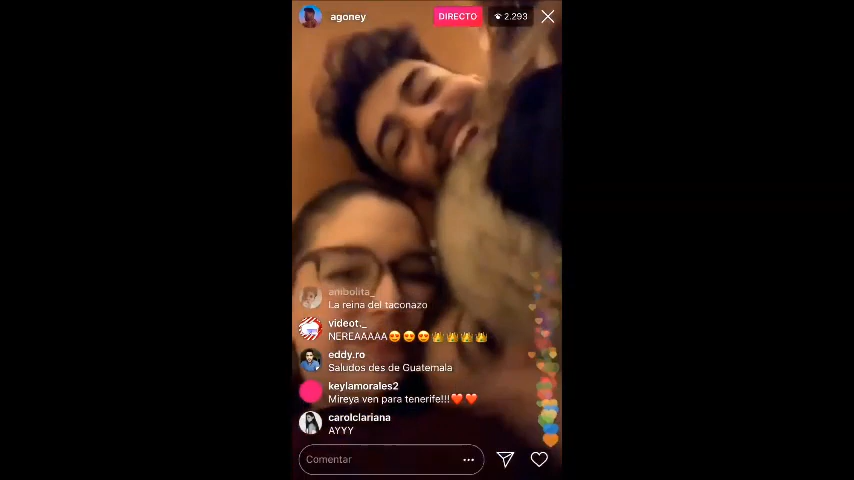 agoney
DIRECTO
2.293
ambolita_
La reina del taconazo
videot._
NEREAAAAA😍😍😍👑👑👑👑
eddy.ro
Saludos des de Guatemala
keylamorales2
Mireya ven para tenerife!!!❤️❤️
carolclariana
AYYY
Comentar